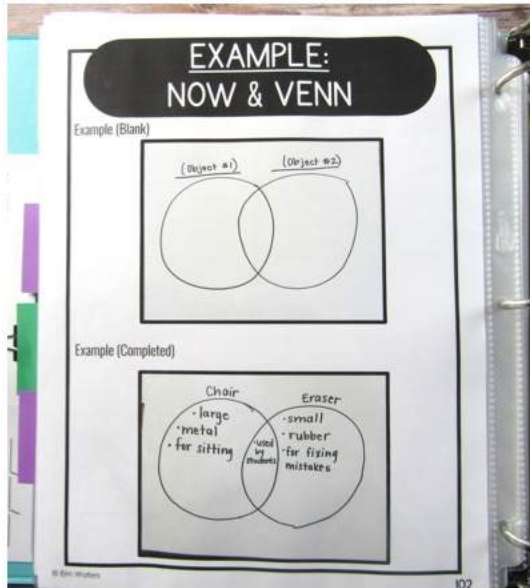 EXAMPLE:
NOW & VENN
Example (Blank)
(Object #1)
(Object #2)
Example (Completed)
Chair
• large
• metal
• for sitting
• used
by
students
Eraser
• small
• rubber
• for fixing
mistakes
102